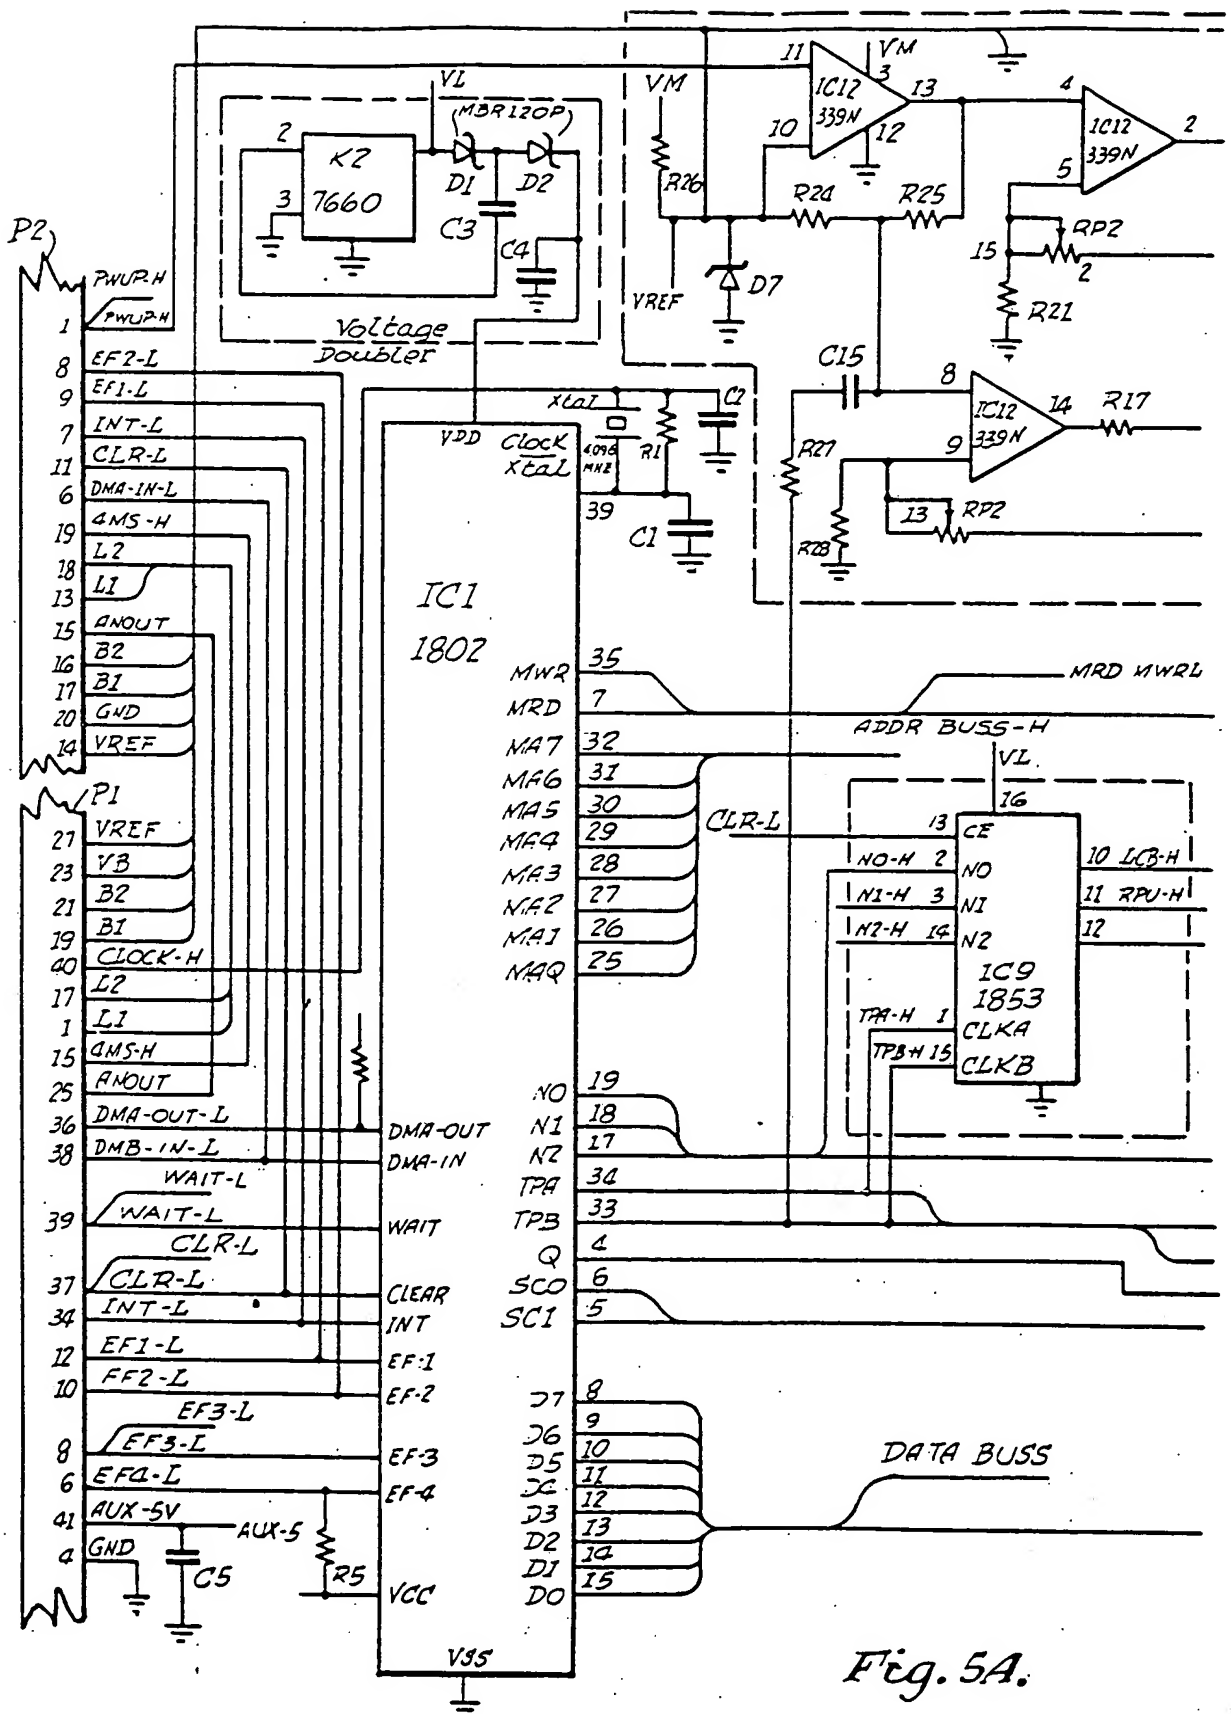 VM
11
3
13
4
IC12
339N
12
10
2
IC12
339N
5
VL
MBR120P
VM
2
K2
7660
3
D1
D2
C3
C4
R26
R24
R25
VREF
D7
15
RP2
2
R21
Voltage
Doubler
P2
PWUP-H
1
PWUP-H
8
EF2-L
9
EF1-L
7
INT-L
11
CLR-L
6
DMA-IN-L
19
4MS-H
18
L2
13
L1
15
ANOUT
16
B2
17
B1
20
GND
14
VREF
C15
8
IC12
339N
14
R17
9
R27
13
RP2
R28
VDD
CLOCK
Xtal
Xtal
4.096
MHZ
R1
C2
39
C1
IC1
1802
P1
27
VREF
23
VB
21
B2
19
B1
40
CLOCK-H
17
L2
1
L1
15
4MS-H
25
ANOUT
36
DMA-OUT-L
38
DMB-IN-L
WAIT-L
39
WAIT-L
CLR-L
37
CLR-L
34
INT-L
12
EF1-L
10
FF2-L
EF3-L
8
EF3-L
6
EF4-L
41
AUX-5V
AUX-5
4
GND
C5
R5
DMA-OUT
DMA-IN
WAIT
CLEAR
INT
EF-1
EF-2
EF-3
EF-4
VCC
VSS
MWR 35
MRD 7
MA7 32
MA6 31
MA5 30
MA4 29
MA3 28
MA2 27
MA1 26
MAQ 25
N0 19
N1 18
N2 17
TPA 34
TPB 33
Q 4
SC0 6
SC1 5
D7 8
D6 9
D5 10
D4 11
D3 12
D2 13
D1 14
D0 15
MRD MWRL
ADDR BUSS-H
VL
16
CLR-L
13
CE
N0-H 2
N0
N1-H 3
N1
N2-H 14
N2
10 LCB-H
11 RPU-H
12
IC9
1853
TPA-H 1
CLKA
TPB-H 15
CLKB
DATA BUSS
Fig. 5A.